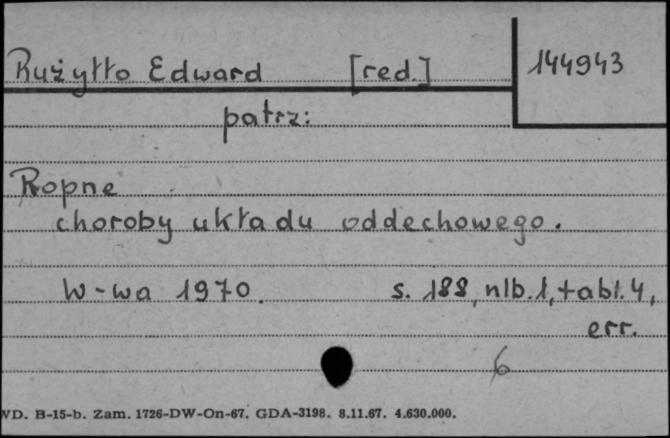 Rużyłło Edward [red.] 144943
patrz:
Ropne
choroby układu oddechowego.
W-wa 1970. s. 188, nlb. 1, tabl. 4,
err.
6
WD. B-15-b. Zam. 1726-DW-On-67. GDA-3198. 8.11.67. 4.630.000.